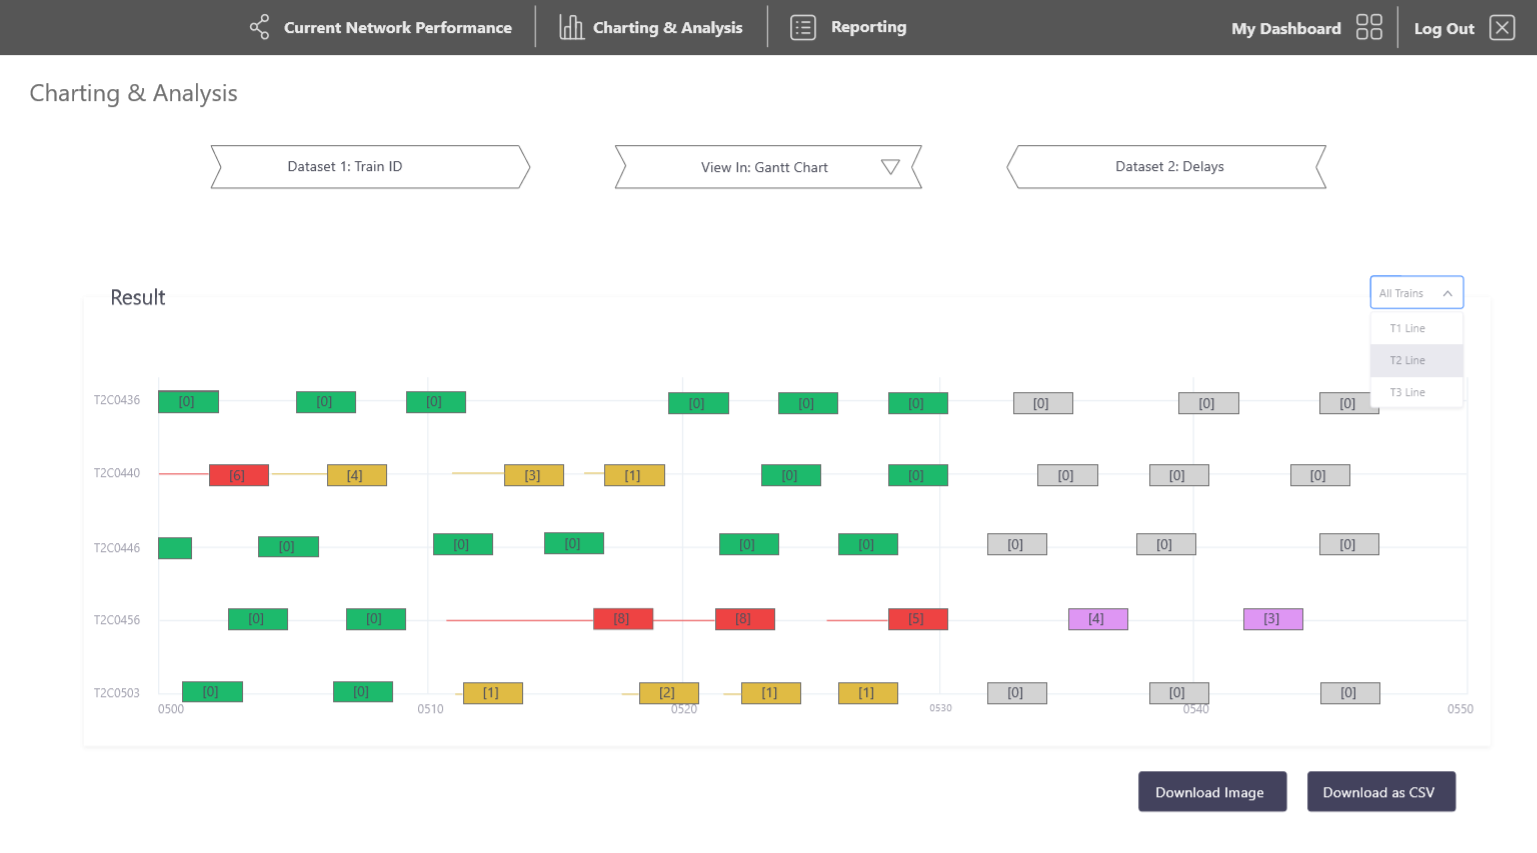 Current Network Performance
Charting & Analysis
Reporting
My Dashboard
Log Out
Charting & Analysis
Dataset 1: Train ID
View In: Gantt Chart
Dataset 2: Delays
Result
All Trains
T1 Line
T2 Line
T3 Line
T2C0436 [0] [0] [0] [0] [0] [0] [0] [0] [0]
T2C0440 [6] [4] [3] [1] [0] [0] [0] [0] [0]
T2C0446 [0] [0] [0] [0] [0] [0] [0] [0]
T2C0456 [0] [0] [8] [8] [5] [4] [3]
T2C0503 [0] [0] [1] [2] [1] [1] [0] [0] [0]
0500 0510 0520 0530 0540 0550
Download Image
Download as CSV